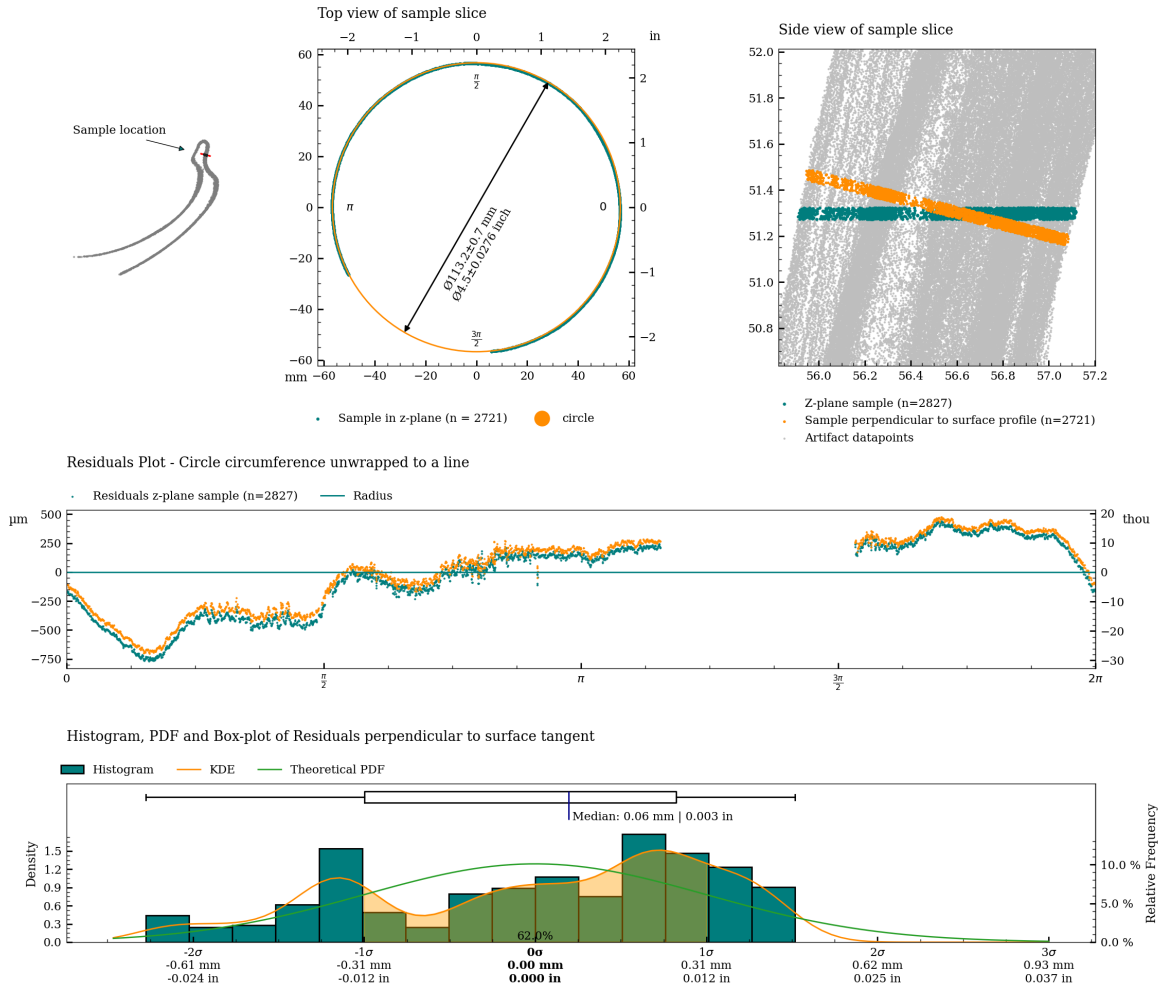 Top view of sample slice
−2 −1 0 1 2 in
60
40
20
0
−20
−40
−60
2
1
0
−1
−2
π/2
π
0
3π/2
Ø113.2±0.7 mm
Ø4.5±0.0276 inch
mm −60 −40 −20 0 20 40 60
Sample in z-plane (n = 2721) circle
Sample location
Side view of sample slice
52.0
51.8
51.6
51.4
51.2
51.0
50.8
56.0 56.2 56.4 56.6 56.8 57.0 57.2
Z-plane sample (n=2827)
Sample perpendicular to surface profile (n=2721)
Artifact datapoints
Residuals Plot - Circle circumference unwrapped to a line
Residuals z-plane sample (n=2827) Radius
µm
500
250
0
−250
−500
−750
thou
20
10
0
−10
−20
−30
0 π/2 π 3π/2 2π
Histogram, PDF and Box-plot of Residuals perpendicular to surface tangent
Histogram KDE Theoretical PDF
Median: 0.06 mm | 0.003 in
Density
1.5
1.2
0.9
0.6
0.3
0.0
Relative Frequency
10.0 %
5.0 %
0.0 %
62.0%
-2σ -1σ 0σ 1σ 2σ 3σ
-0.61 mm -0.31 mm 0.00 mm 0.31 mm 0.62 mm 0.93 mm
-0.024 in -0.012 in 0.000 in 0.012 in 0.025 in 0.037 in